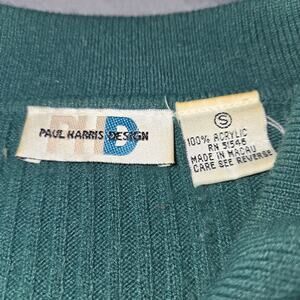 PHD
PAUL HARRIS DESIGN
S
100% ACRYLIC
RN 51546
MADE IN MACAU
CARE SEE REVERSE